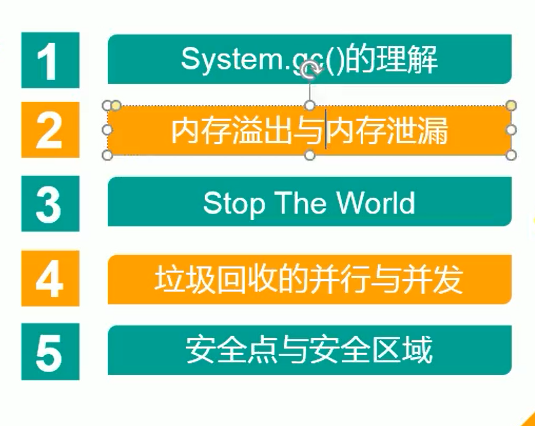 1 System.gc()的理解
2 内存溢出与内存泄漏
3 Stop The World
4 垃圾回收的并行与并发
5 安全点与安全区域